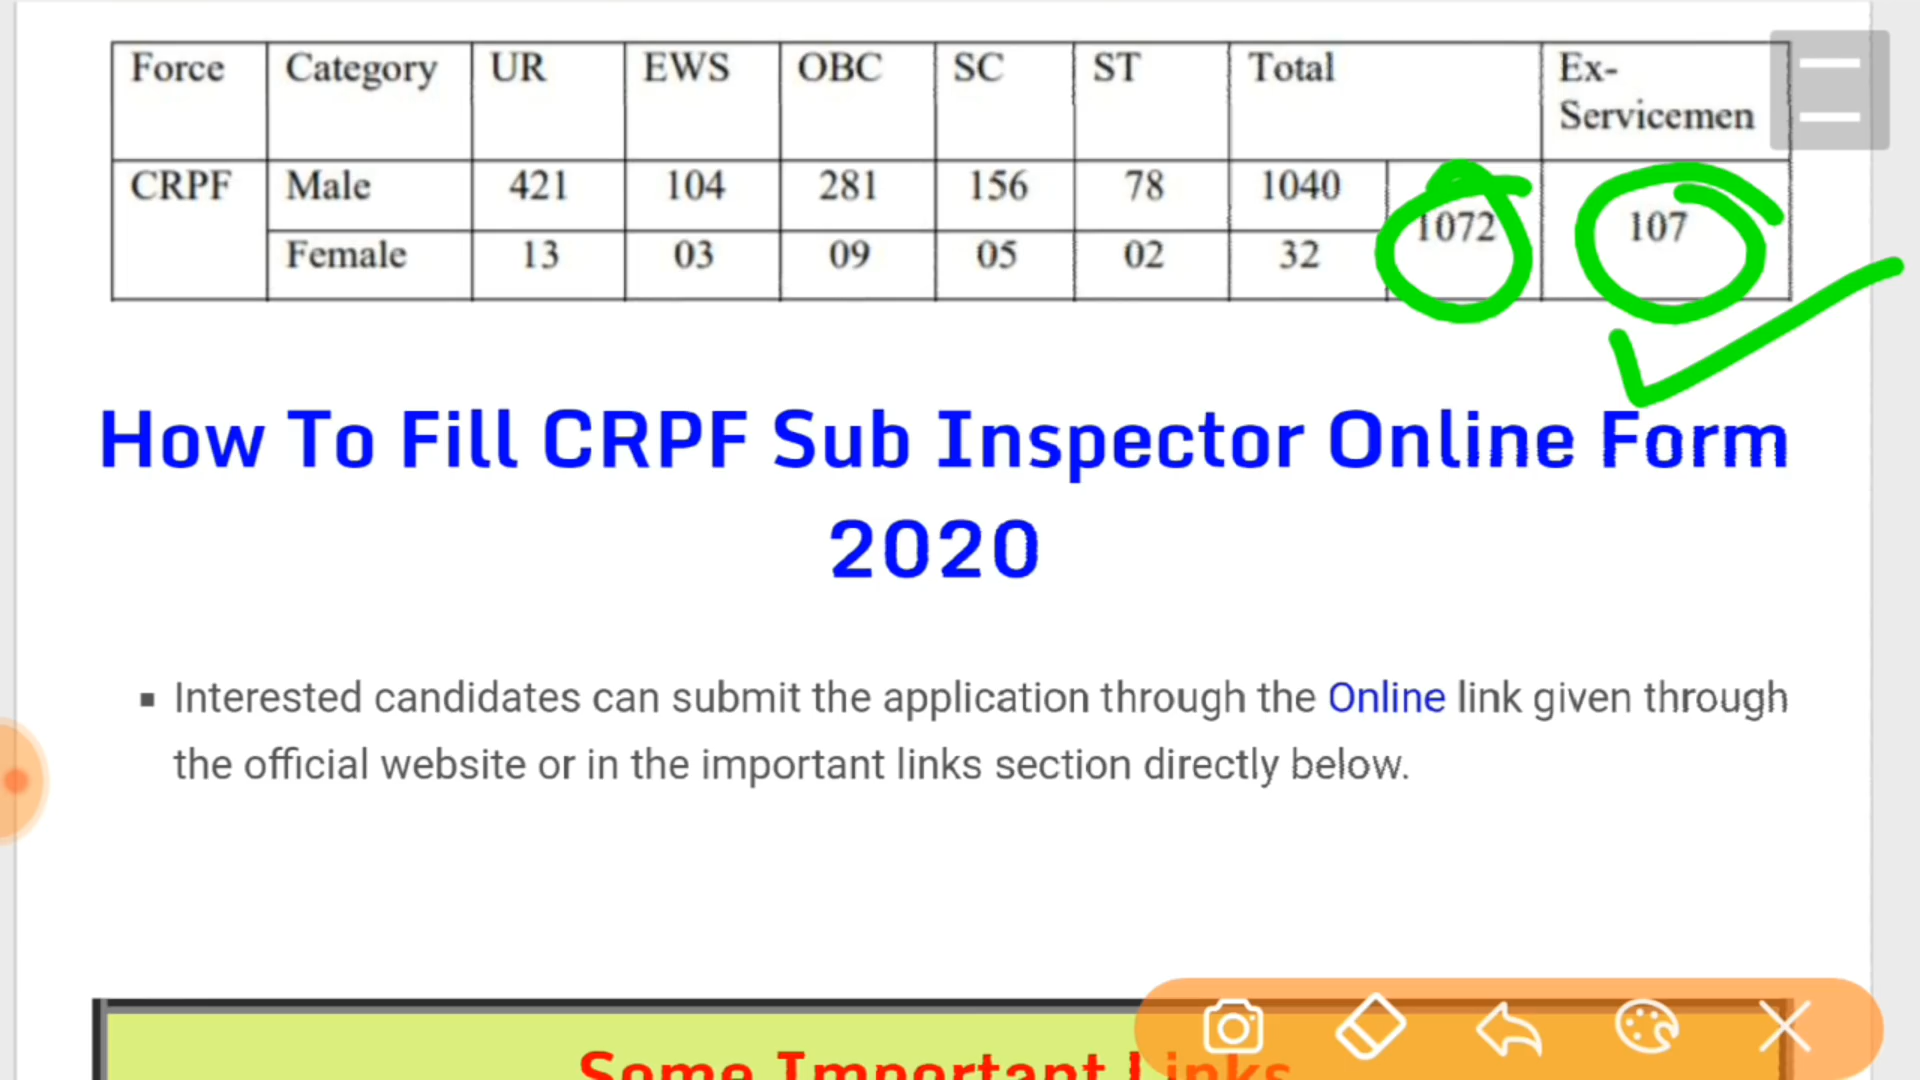 Force Category UR EWS OBC SC ST Total Ex-
Servicemen
CRPF Male 421 104 281 156 78 1040 1072 107
Female 13 03 09 05 02 32
How To Fill CRPF Sub Inspector Online Form
2020
▪ Interested candidates can submit the application through the Online link given through
the official website or in the important links section directly below.
Some Important Links